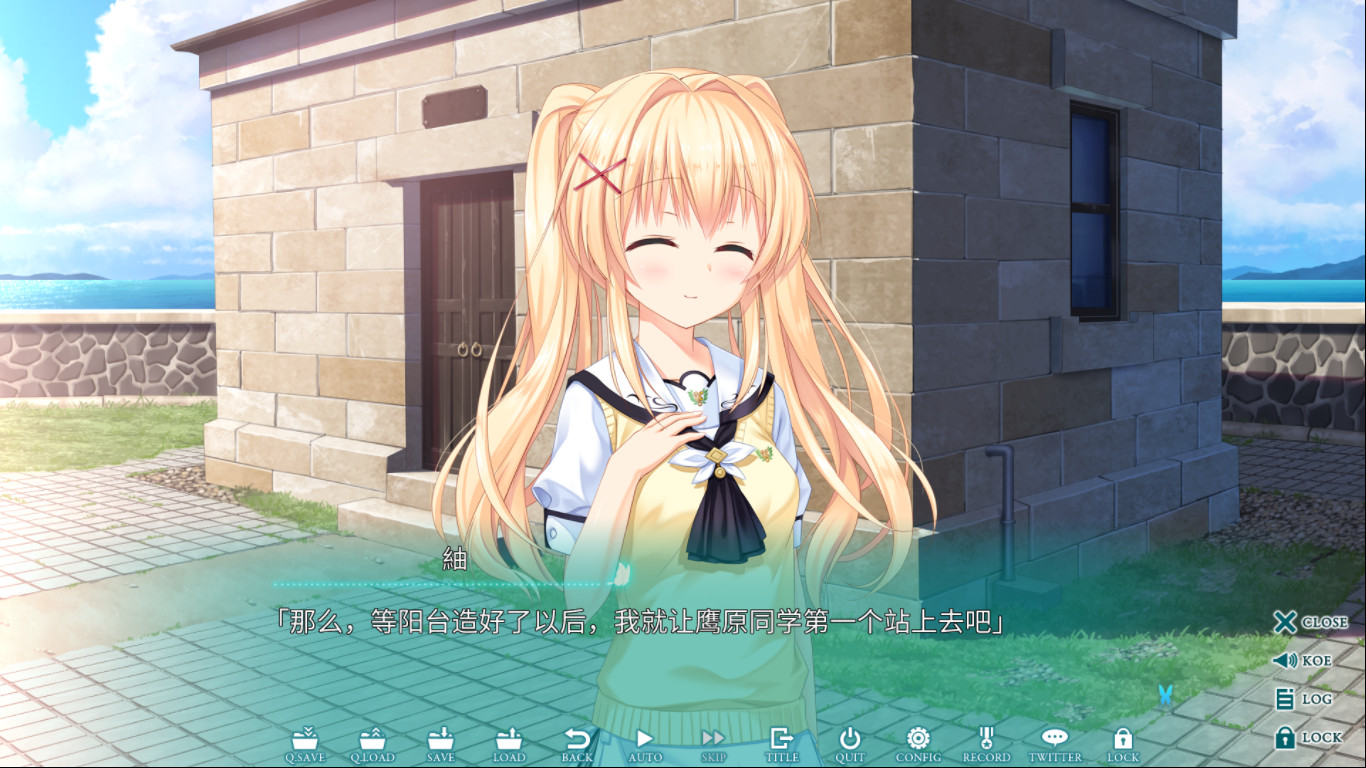 紬
「那么，等阳台造好了以后，我就让鹰原同学第一个站上去吧」
CLOSE
KOE
LOG
LOCK
Q.SAVE Q.LOAD SAVE LOAD BACK AUTO SKIP TITLE QUIT CONFIG RECORD TWITTER LOCK